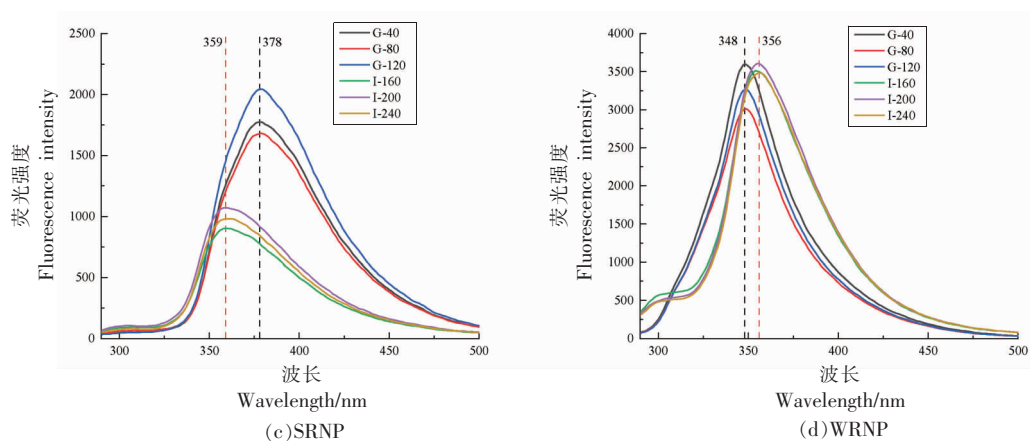 荧光强度
Fluorescence intensity
2500
2000
1500
1000
500
0
359
378
G-40
G-80
G-120
I-160
I-200
I-240
300
350
400
450
500
波长
Wavelength/nm
(c)SRNP
荧光强度
Fluorescence intensity
4000
3500
3000
2500
2000
1500
1000
500
0
348
356
G-40
G-80
G-120
I-160
I-200
I-240
300
350
400
450
500
波长
Wavelength/nm
(d)WRNP